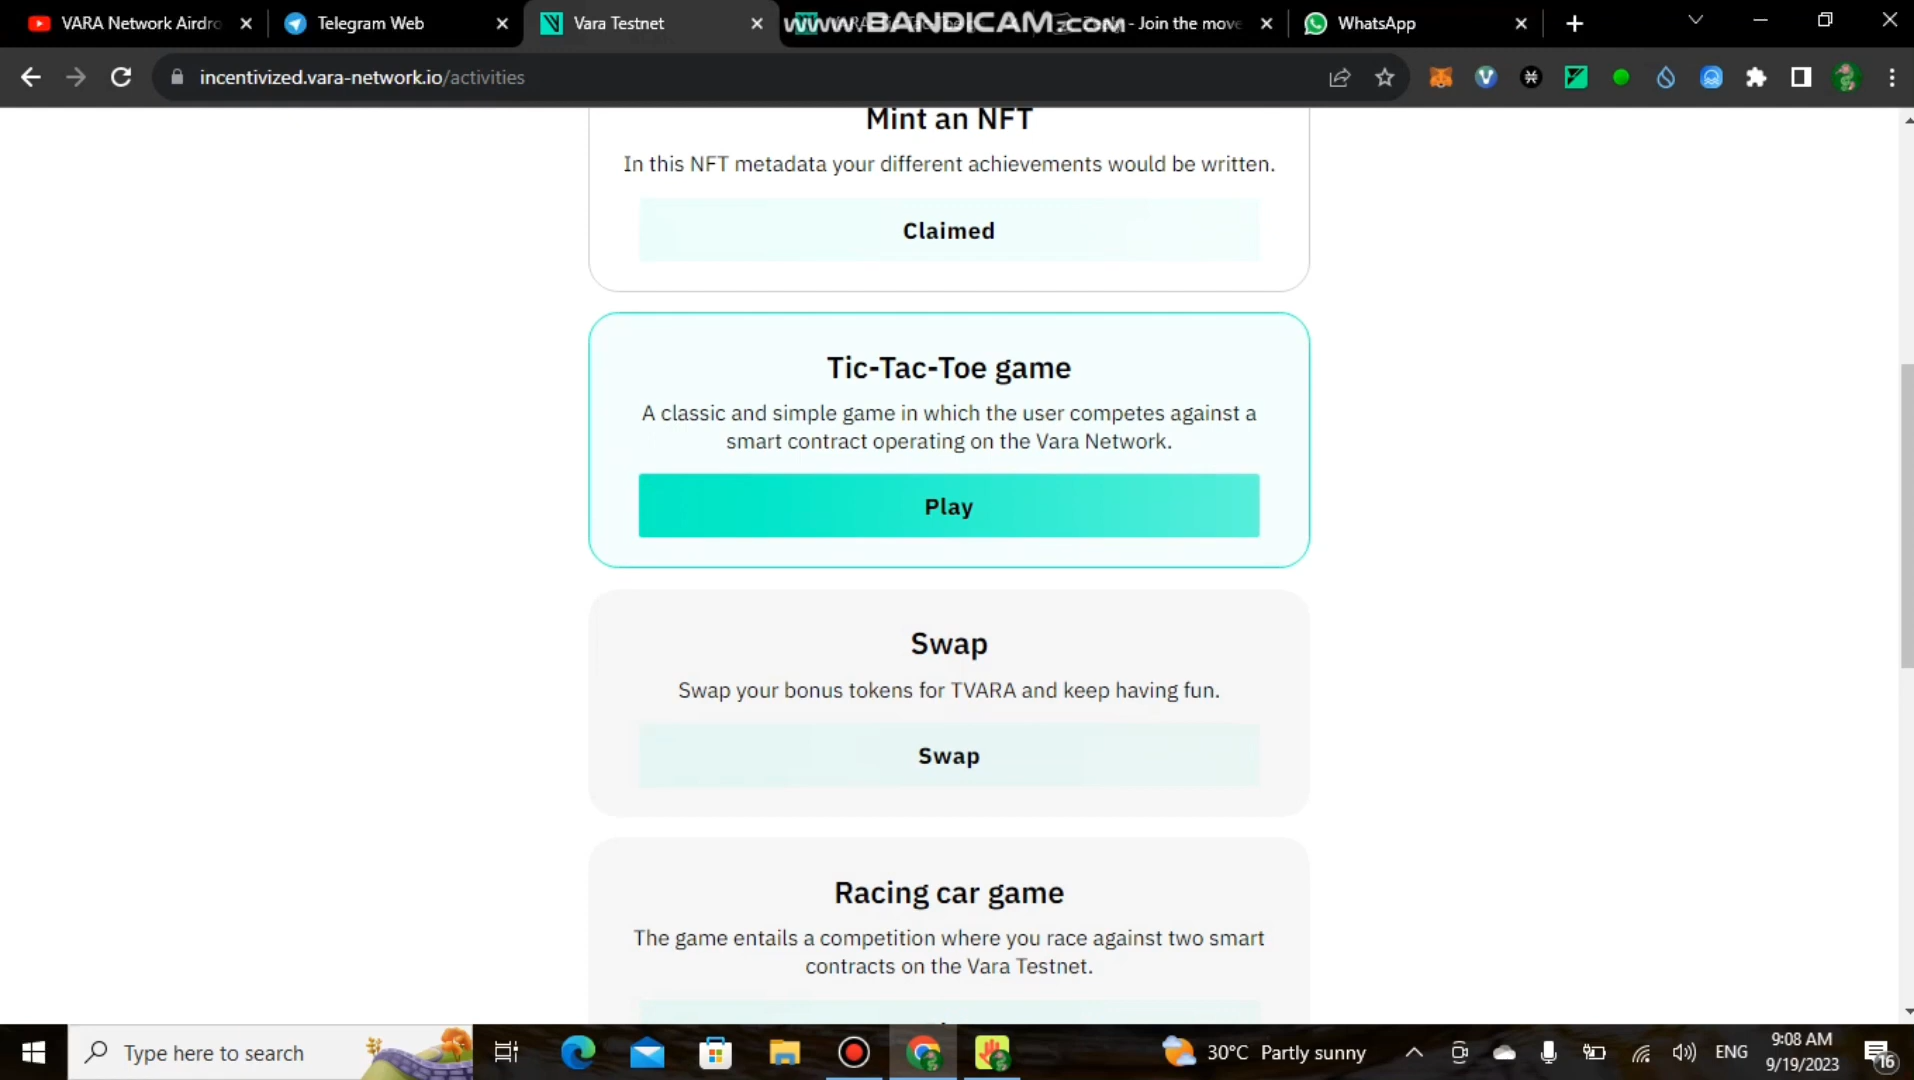 VARA Network Airdro
Telegram Web
Vara Testnet
www.BANDICAM.com
- Join the move
WhatsApp
incentivized.vara-network.io/activities
Mint an NFT
In this NFT metadata your different achievements would be written.
Claimed
Tic-Tac-Toe game
A classic and simple game in which the user competes against a
smart contract operating on the Vara Network.
Play
Swap
Swap your bonus tokens for TVARA and keep having fun.
Swap
Racing car game
The game entails a competition where you race against two smart
contracts on the Vara Testnet.
Type here to search
30°C Partly sunny
ENG
9:08 AM
9/19/2023
16